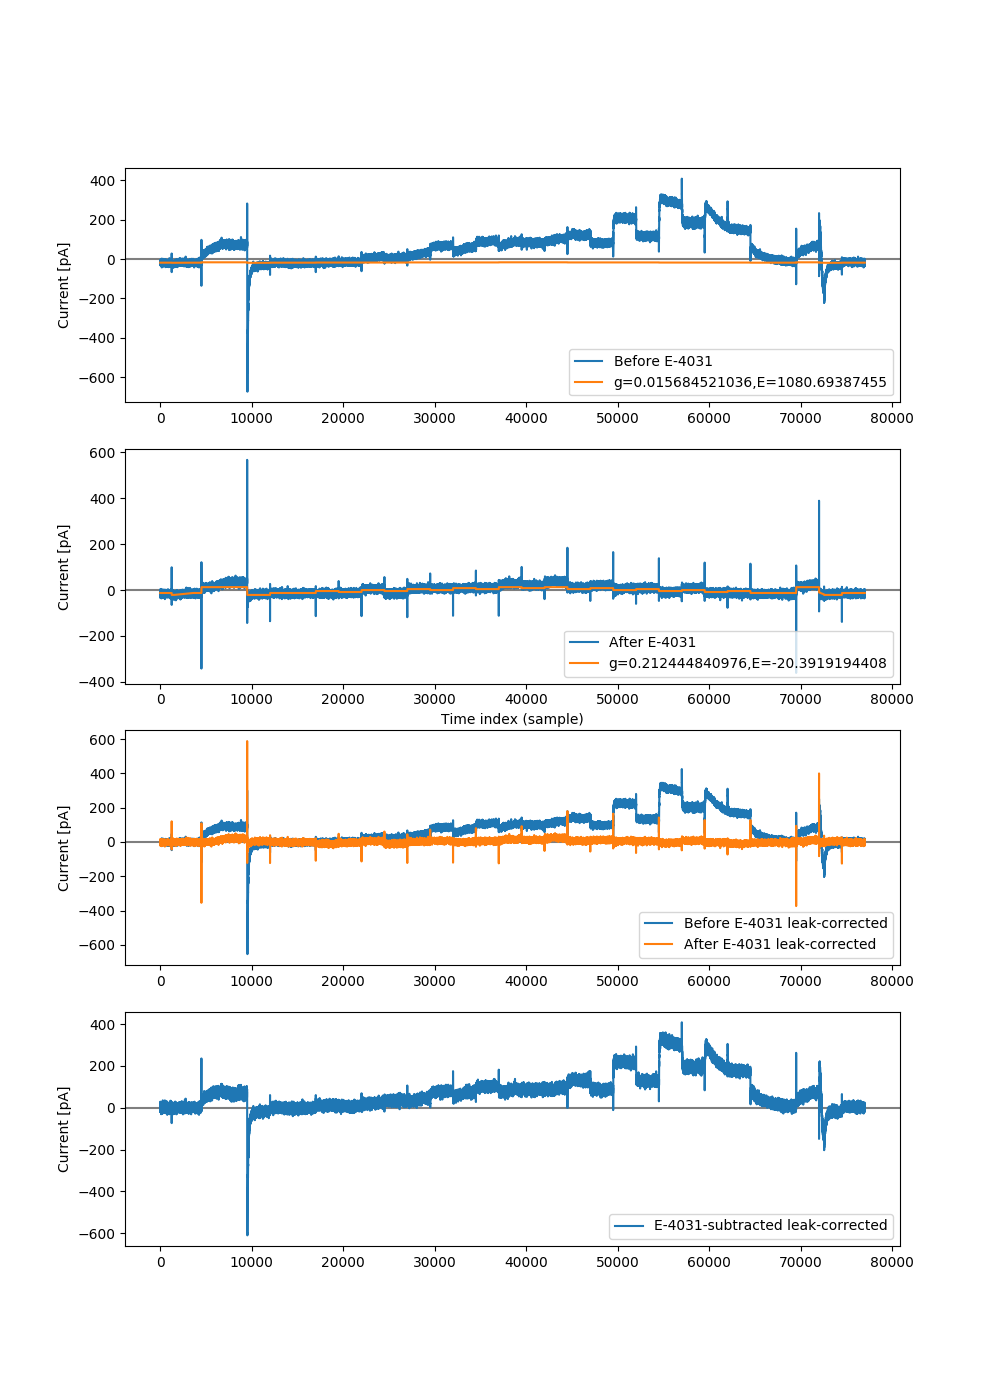 400
200
0
−200
−400
−600
Current [pA]
Before E-4031
g=0.015684521036,E=1080.69387455
0 10000 20000 30000 40000 50000 60000 70000 80000
600
400
200
0
−200
−400
Current [pA]
After E-4031
g=0.212444840976,E=-20.3919194408
0 10000 20000 30000 40000 50000 60000 70000 80000
Time index (sample)
600
400
200
0
−200
−400
−600
Current [pA]
Before E-4031 leak-corrected
After E-4031 leak-corrected
0 10000 20000 30000 40000 50000 60000 70000 80000
400
200
0
−200
−400
−600
Current [pA]
E-4031-subtracted leak-corrected
0 10000 20000 30000 40000 50000 60000 70000 80000